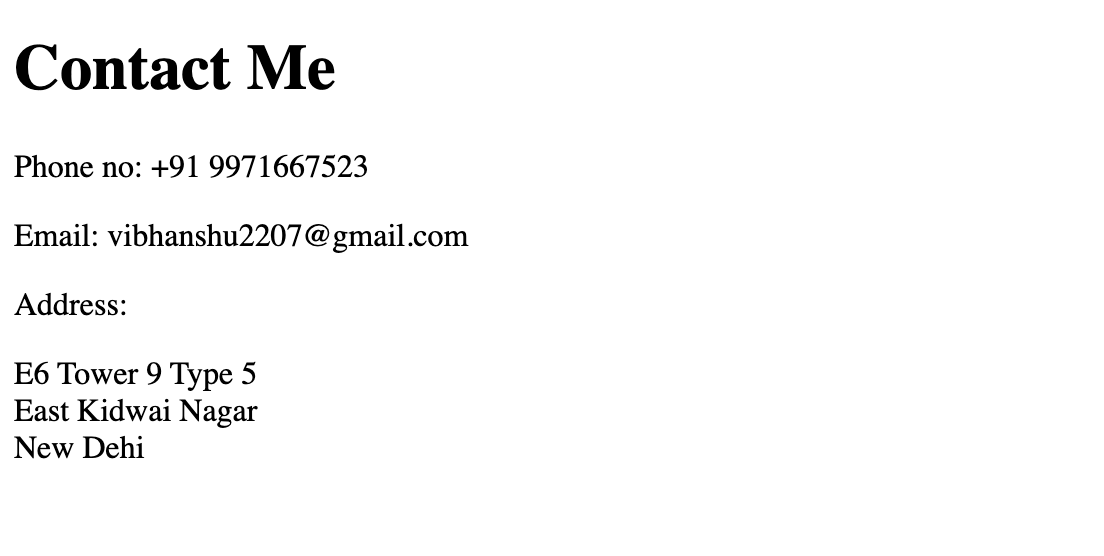 Contact Me
Phone no: +91 9971667523
Email: vibhanshu2207@gmail.com
Address:
E6 Tower 9 Type 5
East Kidwai Nagar
New Dehi